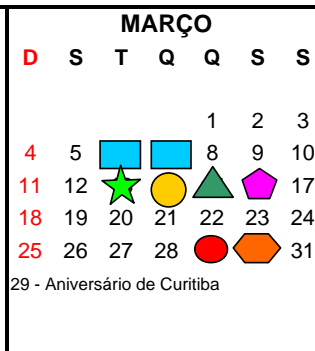 MARÇO
D S T Q Q S S
1 2 3
4 5 8 9 10
11 12 17
18 19 20 21 22 23 24
25 26 27 28 31
29 - Aniversário de Curitiba